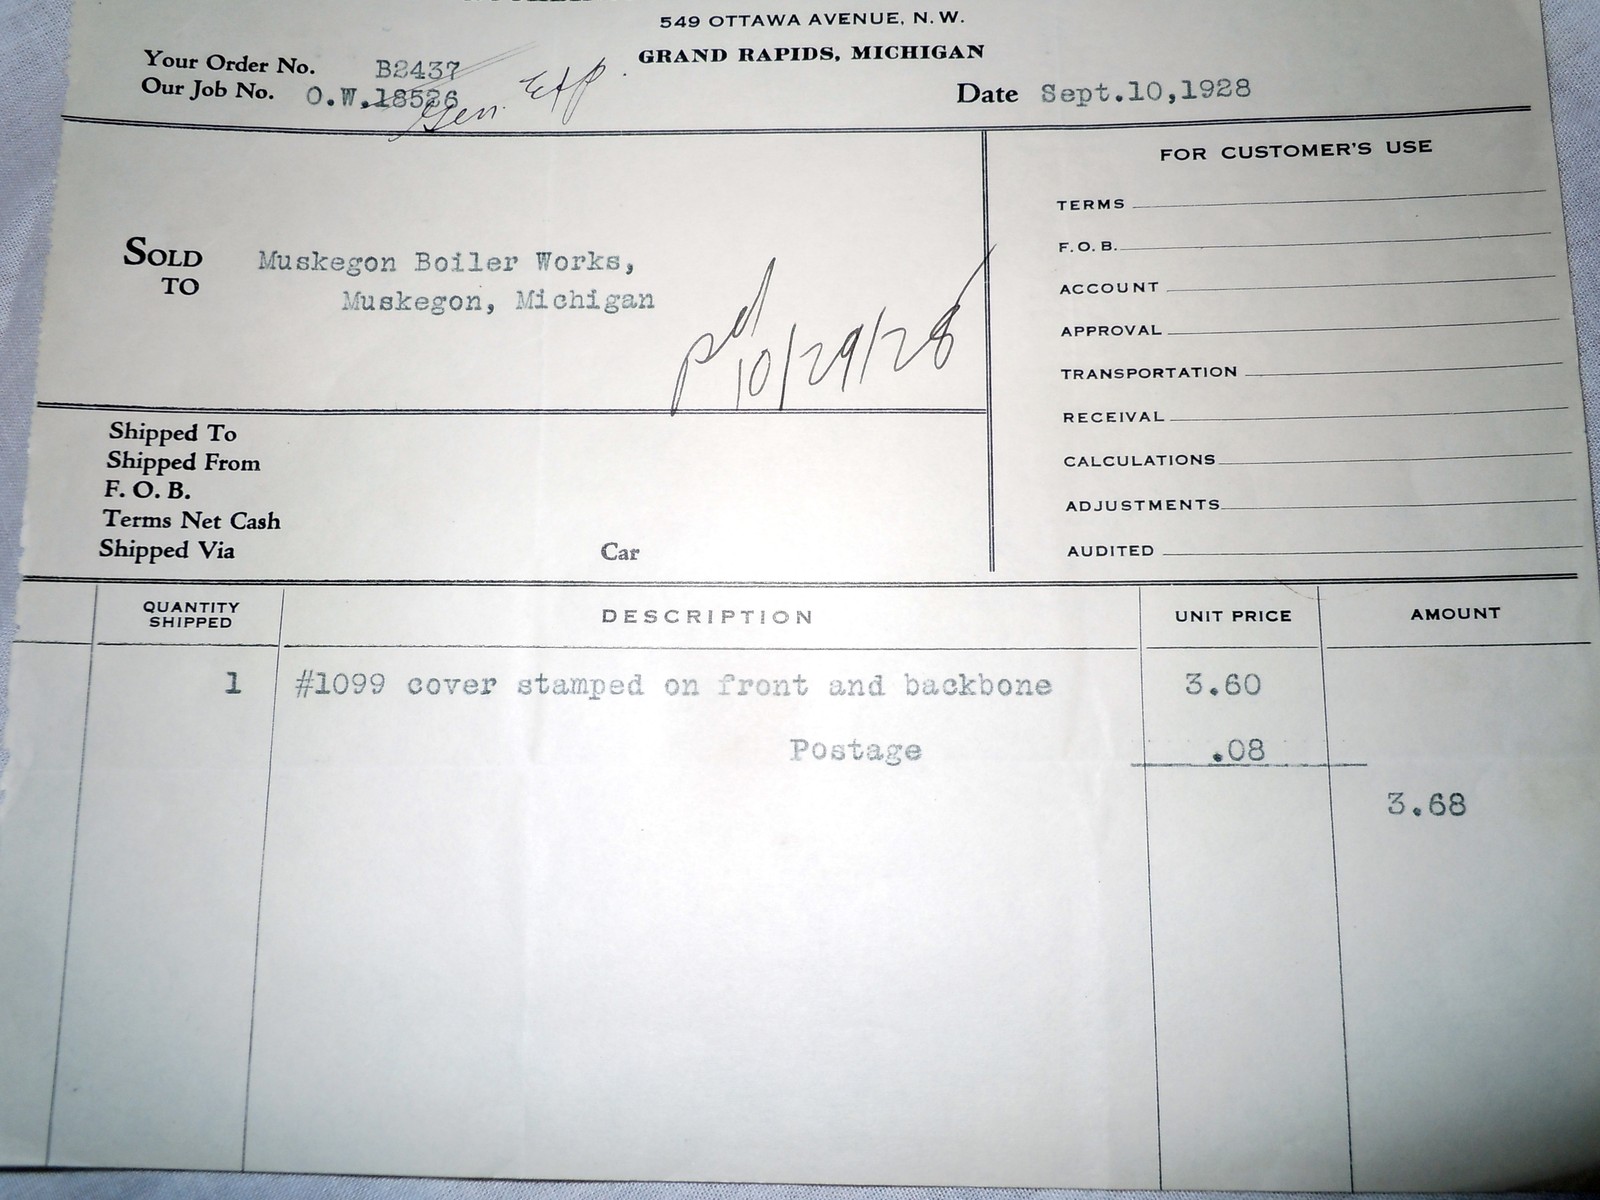 549 OTTAWA AVENUE, N. W.
GRAND RAPIDS, MICHIGAN
Your Order No. B2437
Our Job No. O.W.18526
Gen. Exp.
Date Sept.10,1928
SOLD TO
Muskegon Boiler Works,
Muskegon, Michigan
pd
10/29/28
FOR CUSTOMER'S USE
TERMS
F. O. B.
ACCOUNT
APPROVAL
TRANSPORTATION
RECEIVAL
CALCULATIONS
ADJUSTMENTS
AUDITED
Shipped To
Shipped From
F. O. B.
Terms Net Cash
Shipped Via Car
QUANTITY SHIPPED DESCRIPTION UNIT PRICE AMOUNT
1 #1099 cover stamped on front and backbone 3.60
Postage .08
3.68